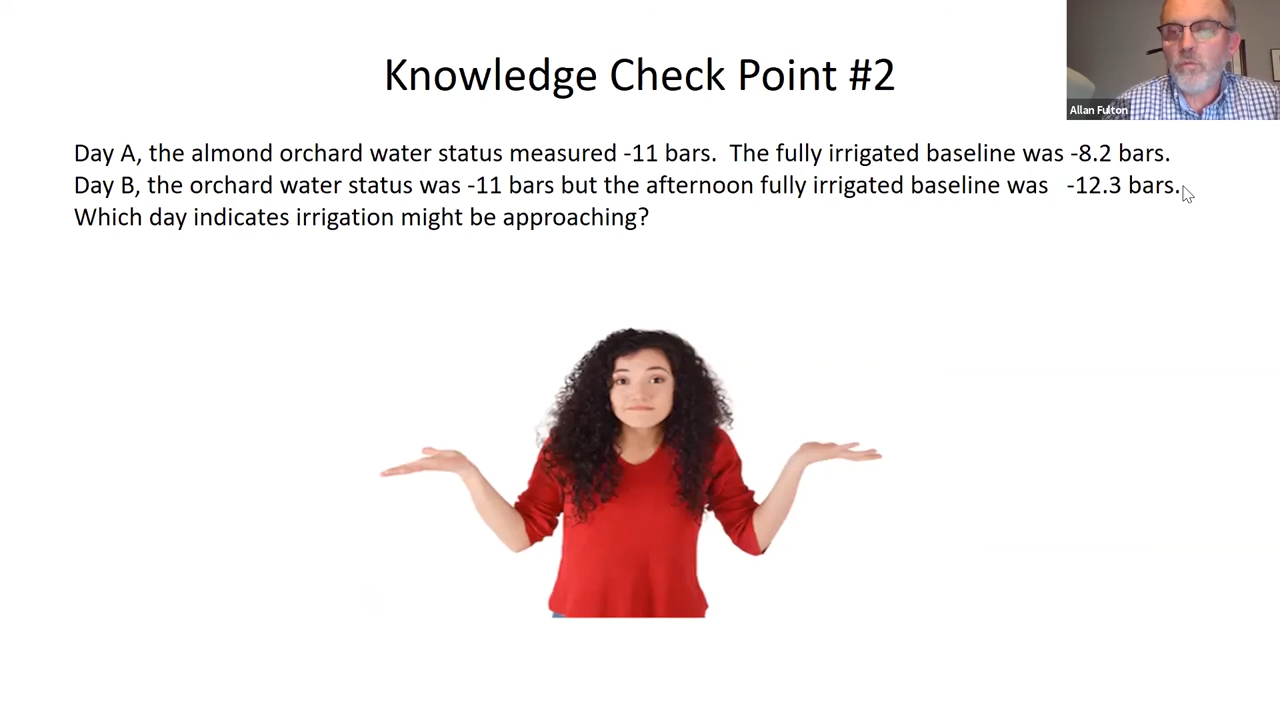 Knowledge Check Point #2
Allan Fulton
Day A, the almond orchard water status measured -11 bars.  The fully irrigated baseline was -8.2 bars.
Day B, the orchard water status was -11 bars but the afternoon fully irrigated baseline was   -12.3 bars.
Which day indicates irrigation might be approaching?